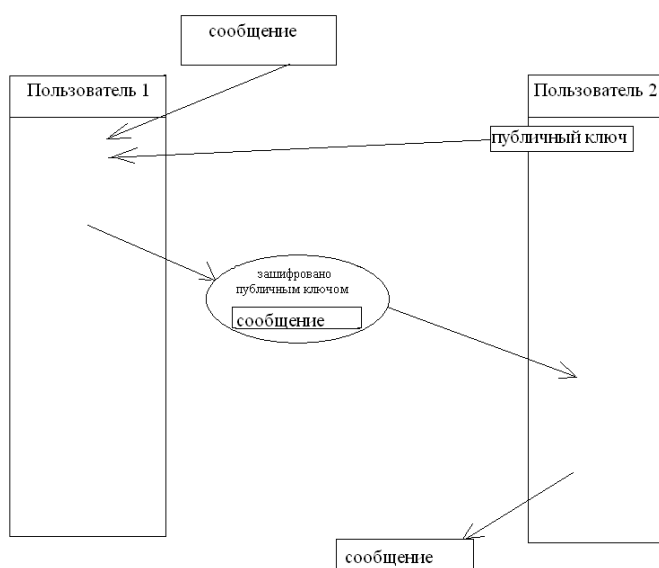 сообщение
Пользователь 1
Пользователь 2
публичный ключ
зашифровано
публичным ключом
сообщение
сообщение